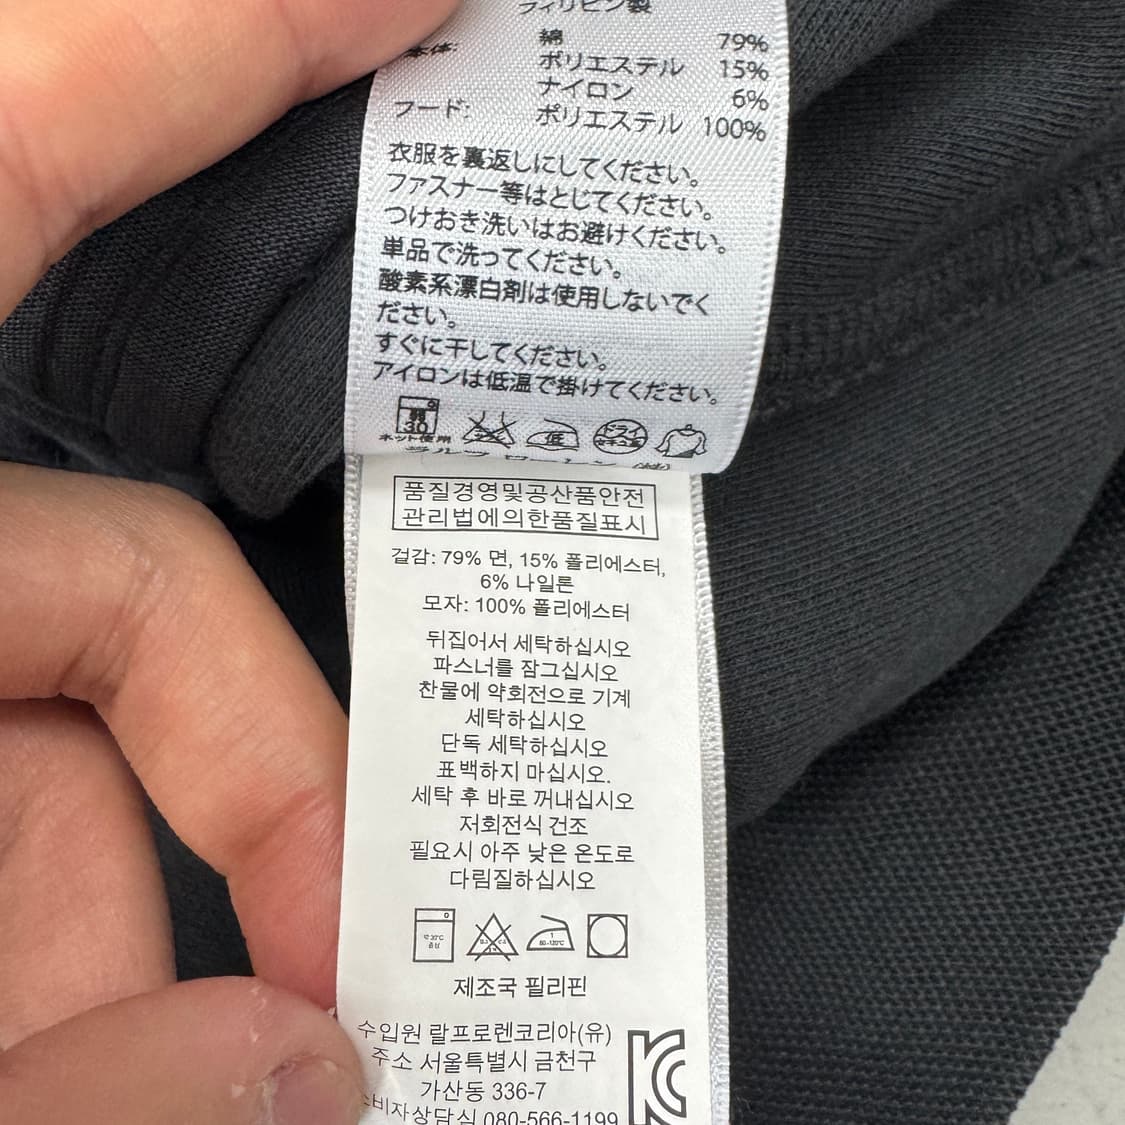 フィリピン製
本体: 綿 79%
ポリエステル 15%
ナイロン 6%
フード: ポリエステル 100%
衣服を裏返しにしてください。
ファスナー等はとじてください。
つけおき洗いはお避けください。
単品で洗ってください。
酸素系漂白剤は使用しないでく
ださい。
すぐに干してください。
アイロンは低温で掛けてください。
弱
30
ネット使用
低
ドライ
セキユ系
품질경영및공산품안전
관리법에의한품질표시
겉감: 79% 면, 15% 폴리에스터,
6% 나일론
모자: 100% 폴리에스터
뒤집어서 세탁하십시오
파스너를 잠그십시오
찬물에 약회전으로 기계
세탁하십시오
단독 세탁하십시오
표백하지 마십시오.
세탁 후 바로 꺼내십시오
저회전식 건조
필요시 아주 낮은 온도로
다림질하십시오
1
80-120°C
제조국 필리핀
수입원 랄프로렌코리아(유)
주소 서울특별시 금천구
가산동 336-7
소비자상담실 080-566-1199